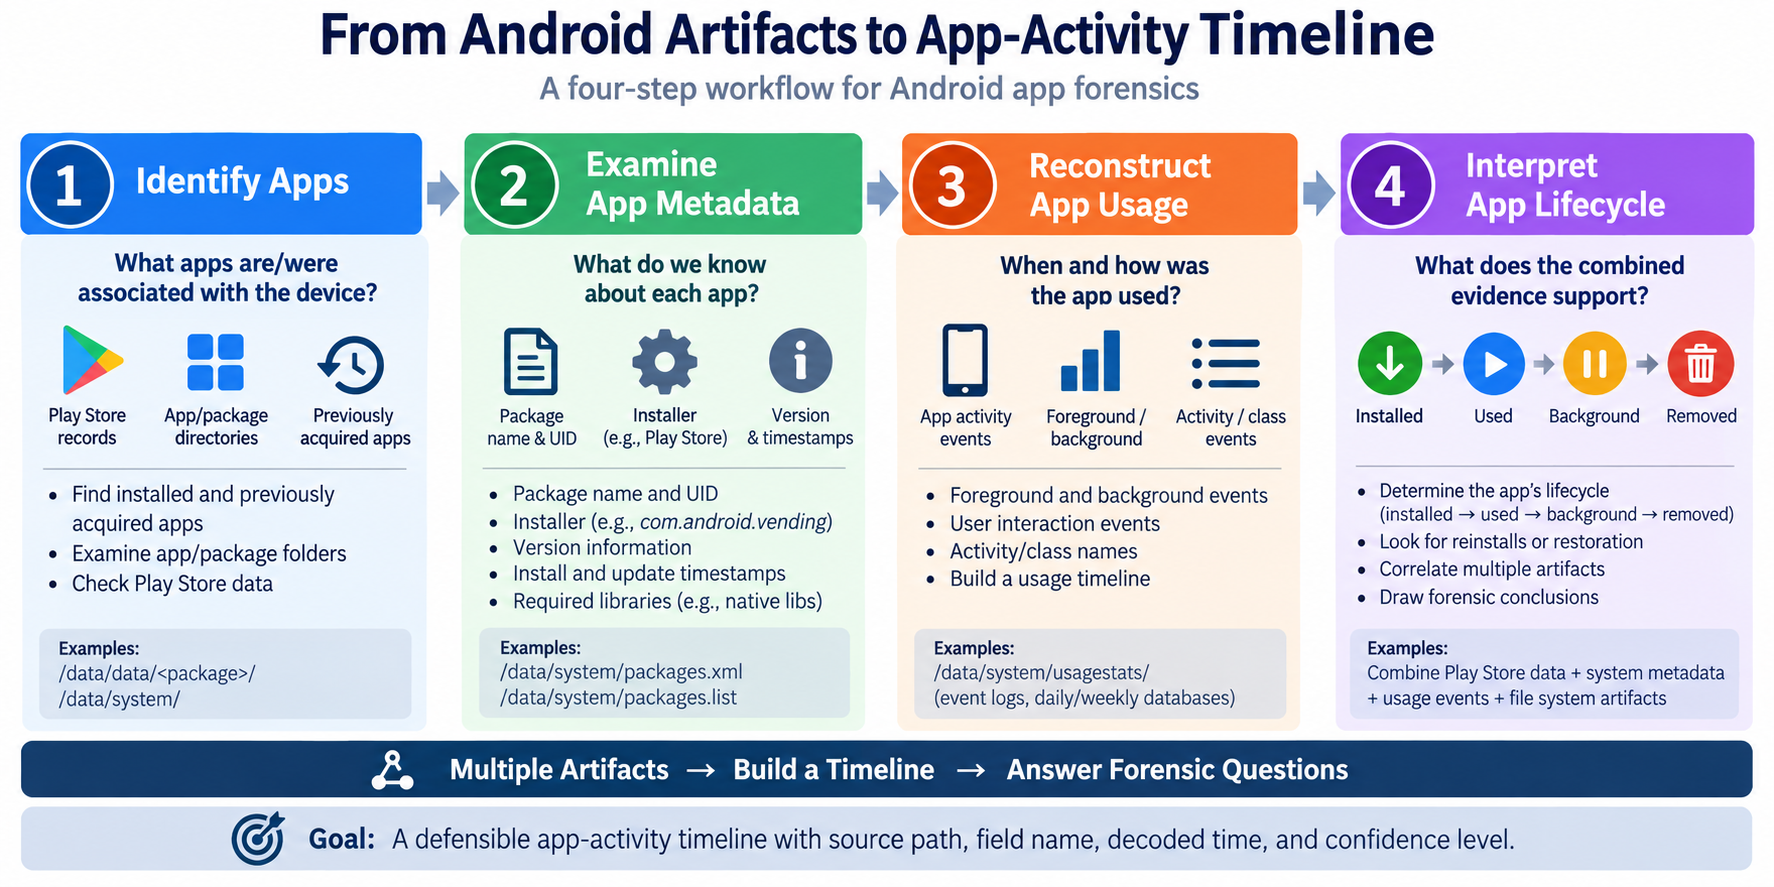 From Android Artifacts to App-Activity Timeline
A four-step workflow for Android app forensics
1
Identify Apps
What apps are/were
associated with the device?
Play Store
records
App/package
directories
Previously
acquired apps
• Find installed and previously
acquired apps
• Examine app/package folders
• Check Play Store data
Examples:
/data/data/<package>/
/data/system/
2
Examine
App Metadata
What do we know
about each app?
Package
name & UID
Installer
(e.g., Play Store)
Version
& timestamps
• Package name and UID
• Installer (e.g., com.android.vending)
• Version information
• Install and update timestamps
• Required libraries (e.g., native libs)
Examples:
/data/system/packages.xml
/data/system/packages.list
3
Reconstruct
App Usage
When and how was
the app used?
App activity
events
Foreground /
background
Activity / class
events
• Foreground and background events
• User interaction events
• Activity/class names
• Build a usage timeline
Examples:
/data/system/usagestats/
(event logs, daily/weekly databases)
4
Interpret
App Lifecycle
What does the combined
evidence support?
Installed
Used
Background
Removed
• Determine the app's lifecycle
(installed → used → background → removed)
• Look for reinstalls or restoration
• Correlate multiple artifacts
• Draw forensic conclusions
Examples:
Combine Play Store data + system metadata
+ usage events + file system artifacts
Multiple Artifacts → Build a Timeline → Answer Forensic Questions
Goal: A defensible app-activity timeline with source path, field name, decoded time, and confidence level.